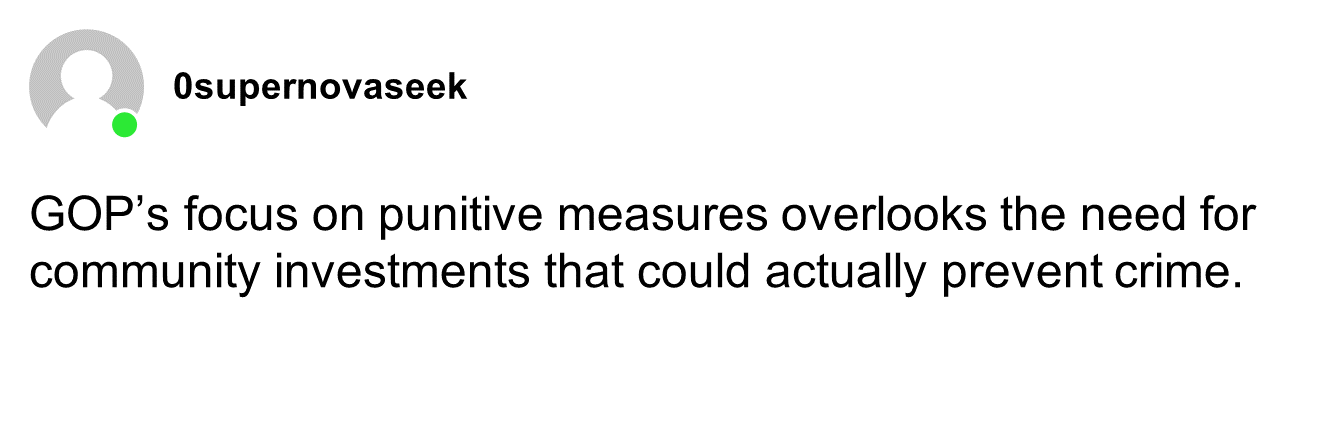 0supernovaseek
GOP’s focus on punitive measures overlooks the need for
community investments that could actually prevent crime.